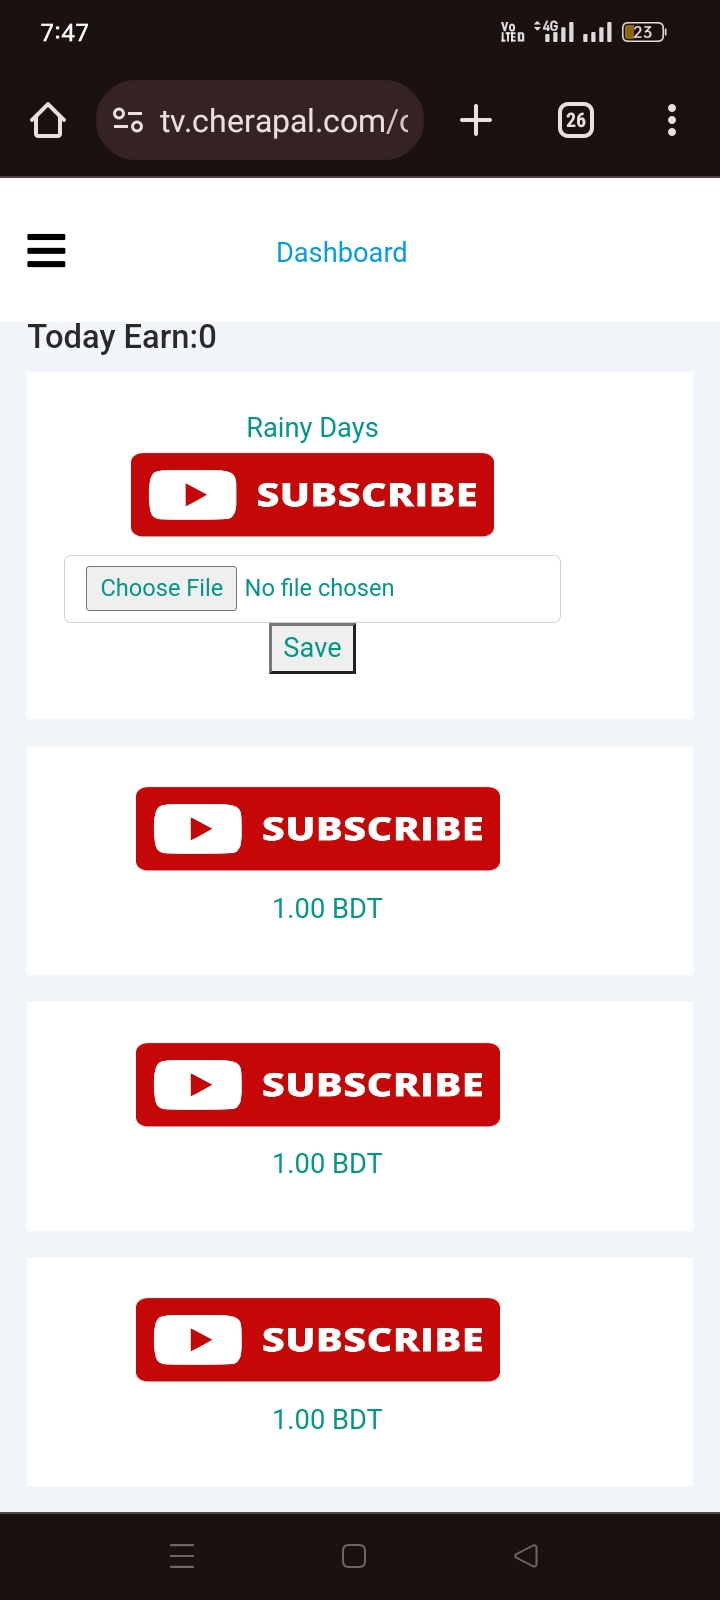 7:47
Vo LTE
4G
23
tv.cherapal.com/
26
Dashboard
Today Earn:0
Rainy Days
SUBSCRIBE
Choose File No file chosen
Save
SUBSCRIBE
1.00 BDT
SUBSCRIBE
1.00 BDT
SUBSCRIBE
1.00 BDT